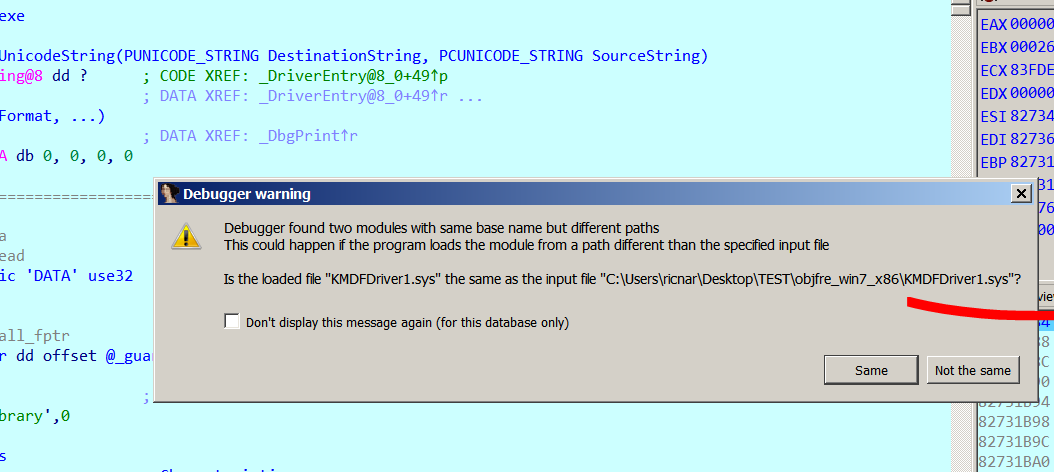 exe
UnicodeString(PUNICODE_STRING DestinationString, PCUNICODE_STRING SourceString)
ing@8 dd ? ; CODE XREF: _DriverEntry@8_0+49↑p
; DATA XREF: _DriverEntry@8_0+49↑r ...
Format, ...)
; DATA XREF: _DbgPrint↑r
A db 0, 0, 0, 0
Debugger warning
Debugger found two modules with same base name but different paths
This could happen if the program loads the module from a path different than the specified input file
Is the loaded file "KMDFDriver1.sys" the same as the input file "C:\Users\ricnar\Desktop\TEST\objfre_win7_x86\KMDFDriver1.sys"?
Don't display this message again (for this database only)
Same
Not the same
a
ead
ic 'DATA' use32
all_fptr
r dd offset @_gua
;
brary',0
s
EAX 00000
EBX 00026
ECX 83FDE
EDX 00000
ESI 82734
EDI 82736
EBP 82731
82731B94
82731B98
82731B9C
82731BA0